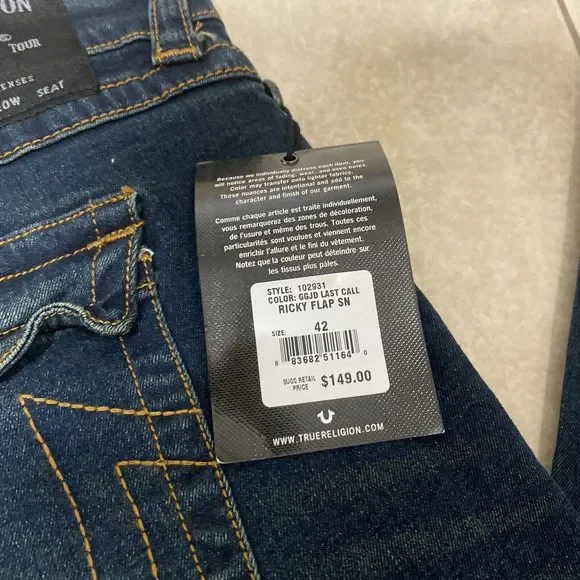 ON
TOUR
ENSES
OW SEAT
Because we individually distress each item, you
will notice areas of fading, wear, and even holes.
Color may transfer onto lighter fabrics.
These nuances are intentional and add to the
character and finish of our garment.
Comme chaque article est traité individuellement,
vous remarquerez des zones de décoloration,
de l'usure et même des trous. Toutes ces
particularités sont voulues et viennent encore
enrichir l'allure et le fini du vêtement.
Notez que la couleur peut déteindre sur
les tissus plus pâles.
STYLE: 102931
COLOR: GGJD LAST CALL
RICKY FLAP SN
SIZE: 42
8 83682 51164 0
SUGG RETAIL PRICE $149.00
WWW.TRUERELIGION.COM